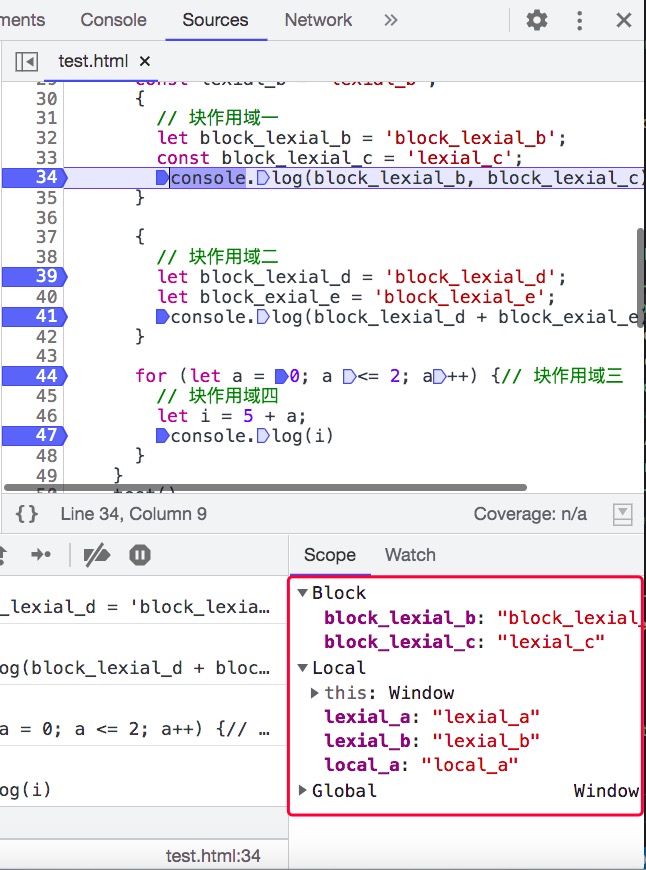 ments Console Sources Network »
test.html ×
29 const lexial_b = 'lexial_b';
30 {
31 // 块作用域一
32 let block_lexial_b = 'block_lexial_b';
33 const block_lexial_c = 'lexial_c';
34 console.log(block_lexial_b, block_lexial_c)
35 }
36
37 {
38 // 块作用域二
39 let block_lexial_d = 'block_lexial_d';
40 let block_exial_e = 'block_lexial_e';
41 console.log(block_lexial_d + block_exial_e
42 }
43
44 for (let a = 0; a <= 2; a++) {// 块作用域三
45 // 块作用域四
46 let i = 5 + a;
47 console.log(i)
48 }
49 }
50 test()
{} Line 34, Column 9 Coverage: n/a
Scope Watch
_lexial_d = 'block_lexia…
og(block_lexial_d + bloc…
a = 0; a <= 2; a++) {// …
og(i)
test.html:34
Block
block_lexial_b: "block_lexial_
block_lexial_c: "lexial_c"
Local
this: Window
lexial_a: "lexial_a"
lexial_b: "lexial_b"
local_a: "local_a"
Global Window